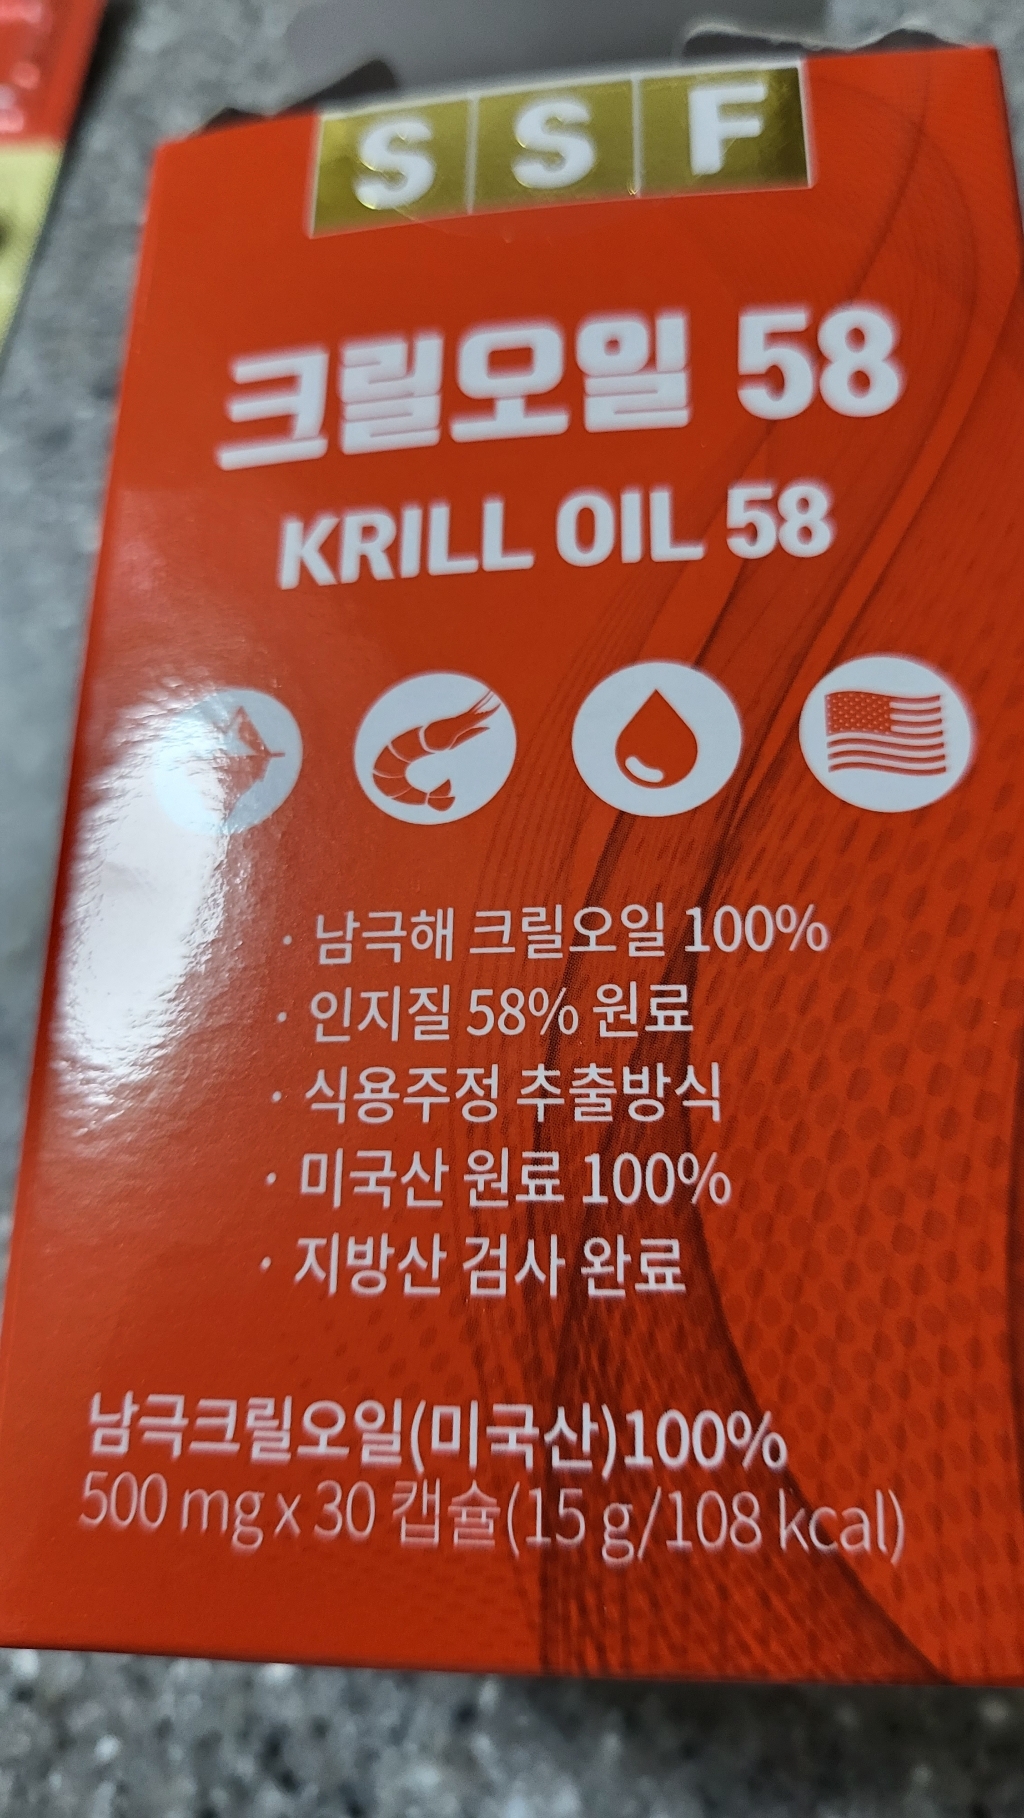 SSF
크릴오일 58
KRILL OIL 58
· 남극해 크릴오일 100%
· 인지질 58% 원료
· 식용주정 추출방식
· 미국산 원료 100%
· 지방산 검사 완료
남극크릴오일(미국산)100%
500 mg x 30 캡슐(15 g/108 kcal)